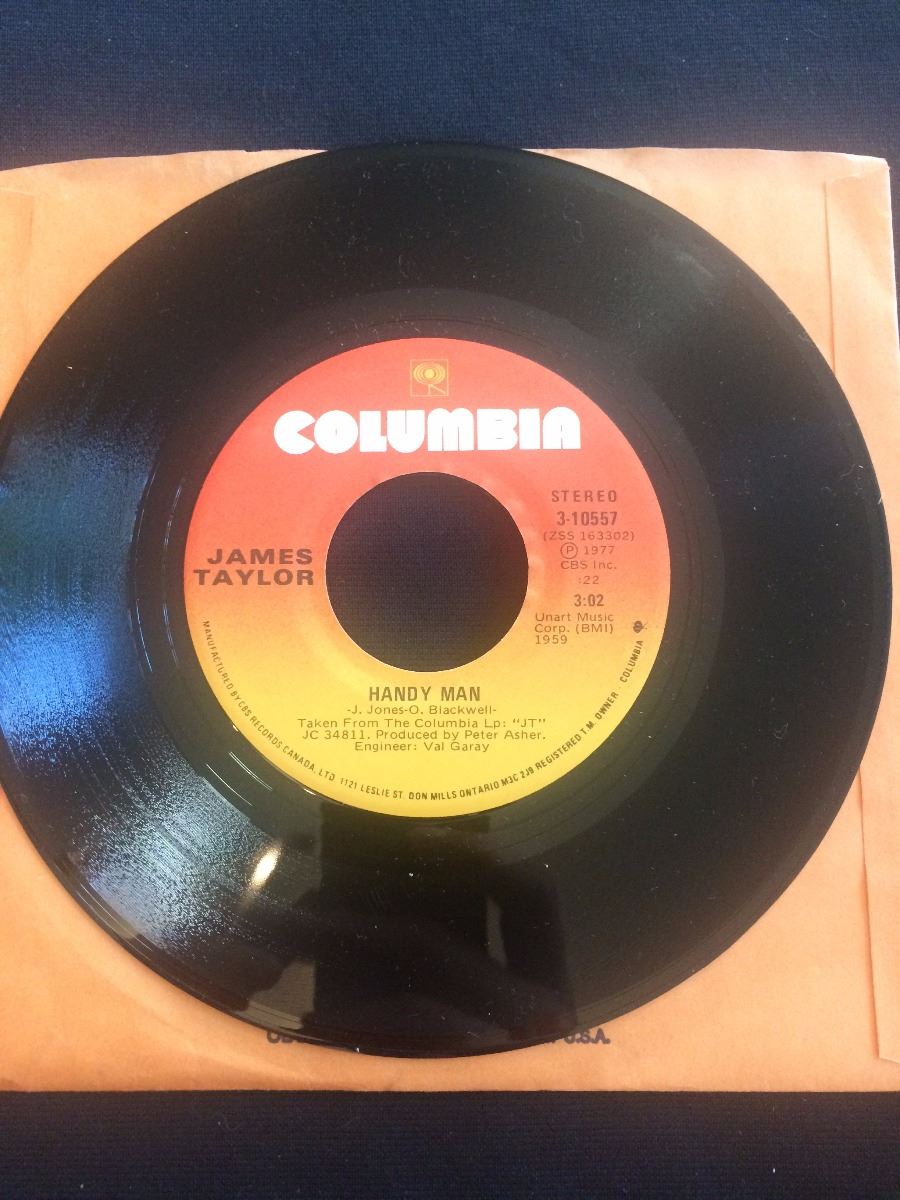 COLUMBIA
STEREO
3-10557
(ZSS 163302)
Ⓟ 1977
CBS Inc.
:22
3:02
Unart Music
Corp. (BMI)
1959
JAMES
TAYLOR
HANDY MAN
-J. Jones-O. Blackwell-
Taken From The Columbia Lp: "JT"
JC 34811. Produced by Peter Asher.
Engineer: Val Garay
MANUFACTURED BY CBS RECORDS CANADA, LTD. 1121 LESLIE ST. DON MILLS ONTARIO M3C 2J9 REGISTERED T.M. OWNER · COLUMBIA
U.S.A.